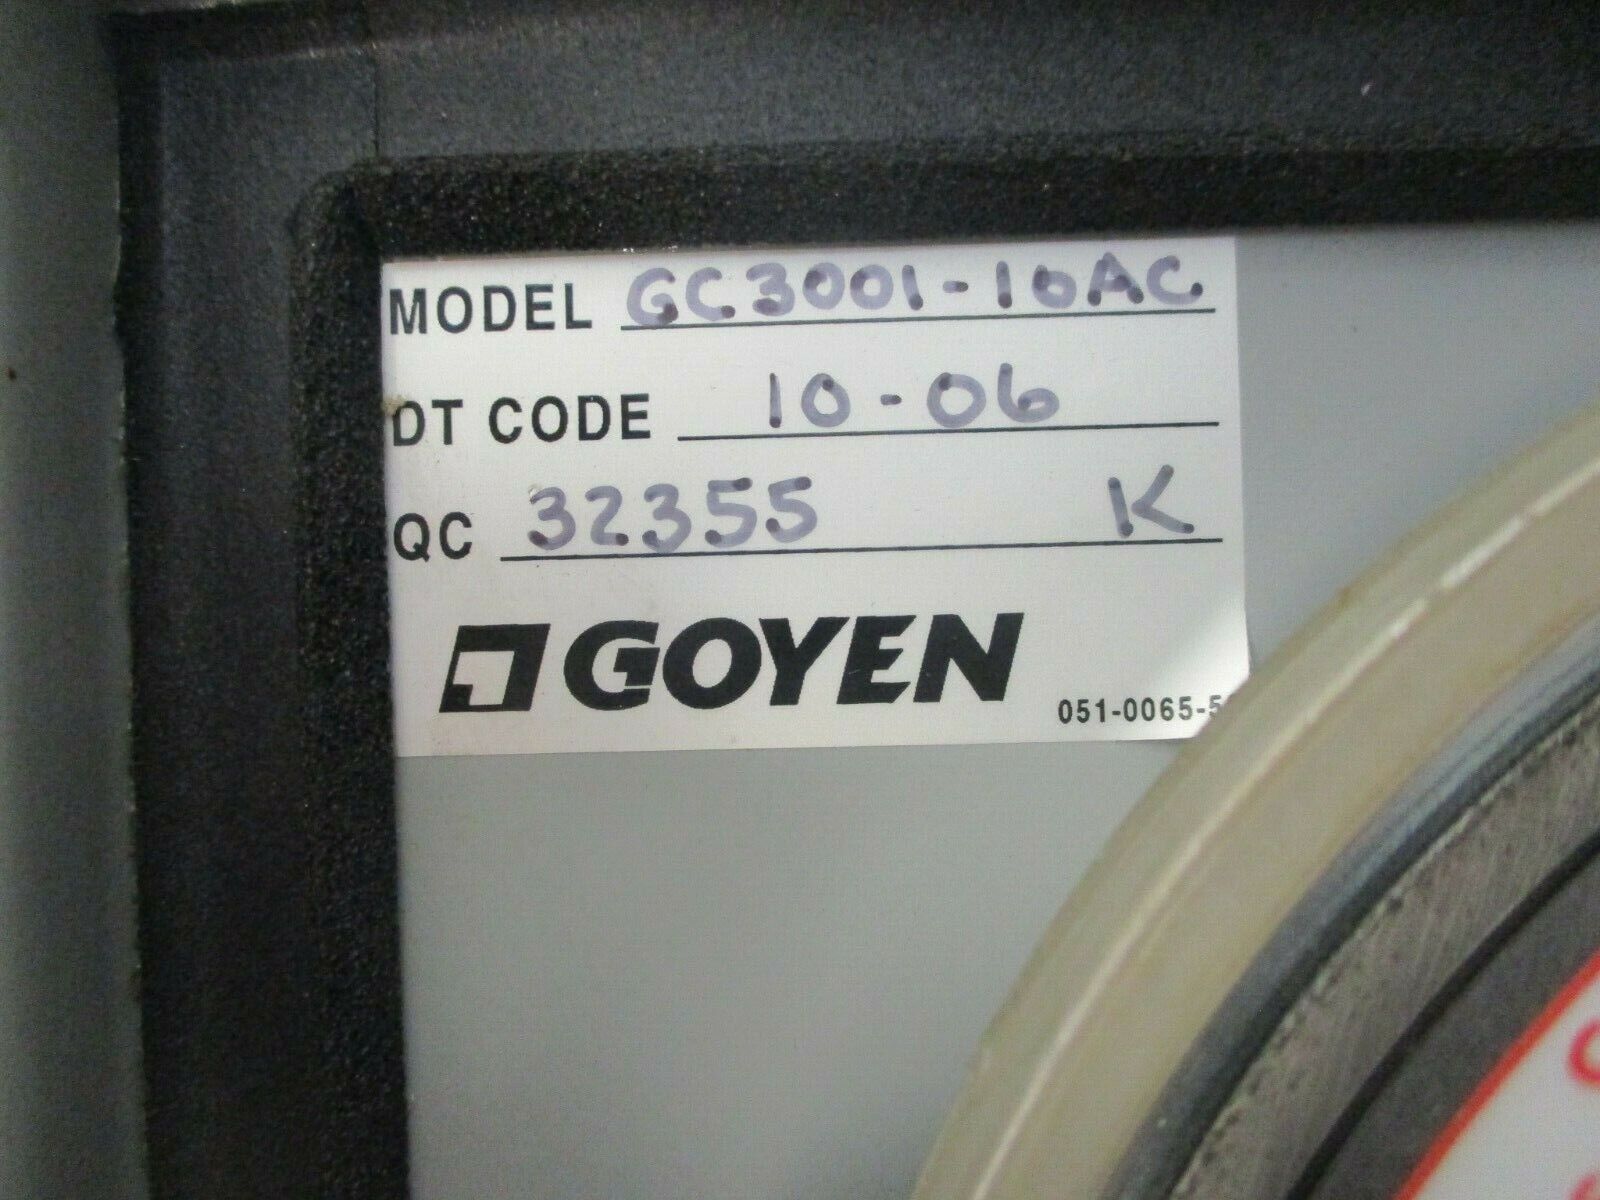 MODEL GC3001-10AC
DT CODE 10-06
QC 32355 K
GOYEN
051-0065-5